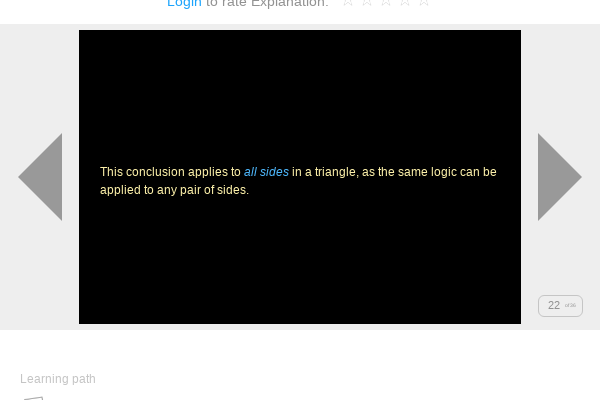 Login to rate Explanation:
This conclusion applies to all sides in a triangle, as the same logic can be
applied to any pair of sides.
22 of 26
Learning path